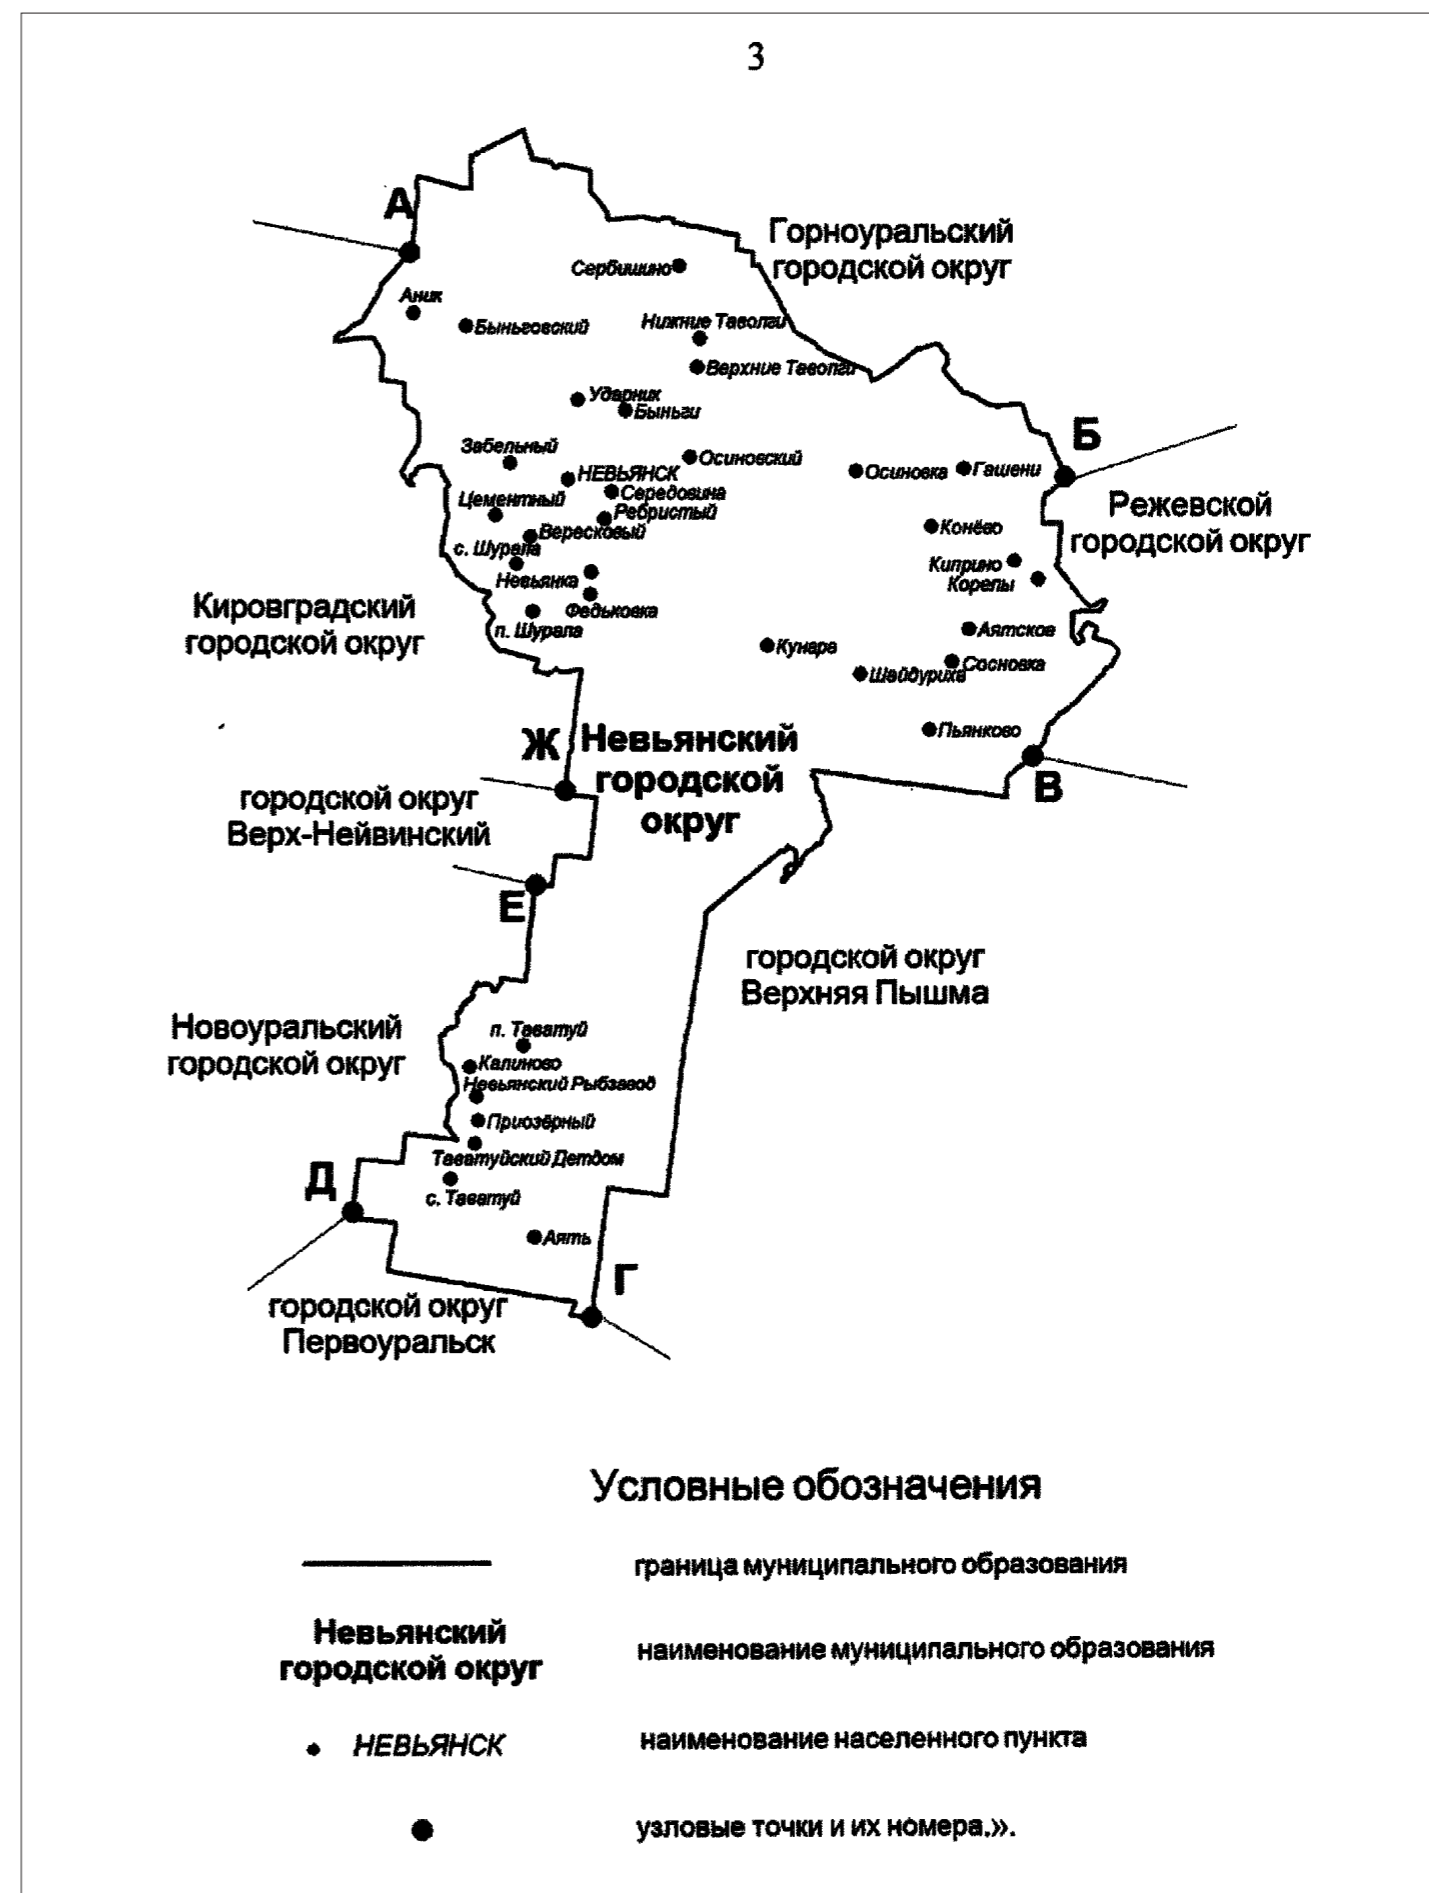 3
А
Горноуральский
городской округ
Сербишино
Аник
Быньговский
Нижние Таволги
Верхние Таволги
Ударник
Быньги
Б
Забельный
Осиновский
НЕВЬЯНСК
Осиновка
Гашени
Середовина
Цементный
Ребристый
Режевской
городской округ
Вересковый
Конёво
с. Шурала
Киприно
Корелы
Невьянка
Федьковка
Кировградский
городской округ
п. Шурала
Аятское
Кунара
Сосновка
Шайдуриха
Пьянково
Ж
Невьянский
городской
округ
В
городской округ
Верх-Нейвинский
Е
городской округ
Верхняя Пышма
Новоуральский
городской округ
п. Таватуй
Калиново
Невьянский Рыбзавод
Приозёрный
Таватуйский Детдом
Д
с. Таватуй
Аять
Г
городской округ
Первоуральск
Условные обозначения
граница муниципального образования
Невьянский
городской округ
наименование муниципального образования
НЕВЬЯНСК
наименование населенного пункта
узловые точки и их номера.».